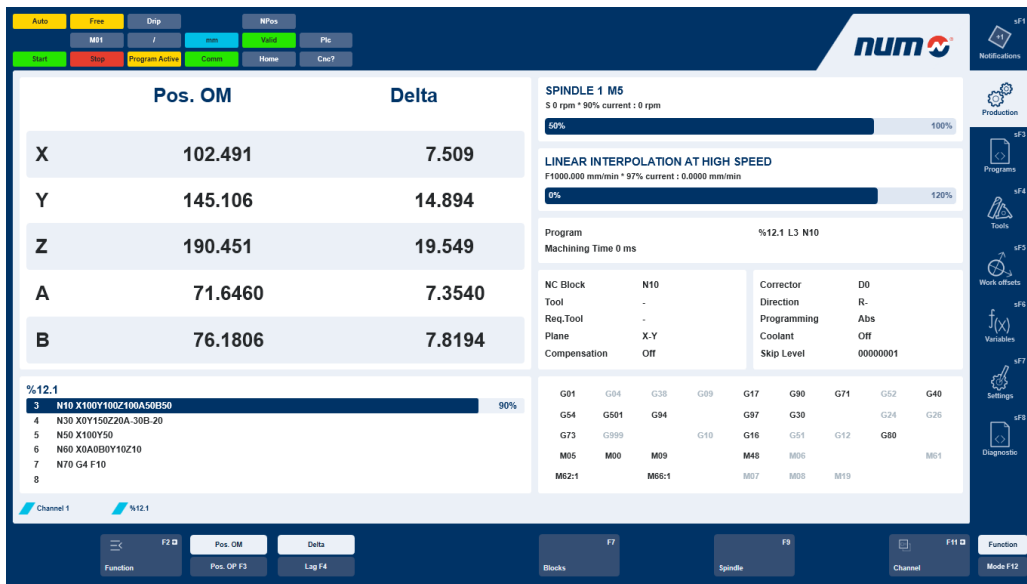 Auto Free Drip NPos
M01 / mm Valid Plc
Start Stop Program Active Comm Home Cnc?
num
sF1
+1
Notifications
Production
sF3
Programs
sF4
Tools
sF5
Work offsets
sF6
f(x)
Variables
sF7
Settings
sF8
Diagnostic
Pos. OM Delta
X 102.491 7.509
Y 145.106 14.894
Z 190.451 19.549
A 71.6460 7.3540
B 76.1806 7.8194
SPINDLE 1 M5
S 0 rpm * 90% current : 0 rpm
50% 100%
LINEAR INTERPOLATION AT HIGH SPEED
F1000.000 mm/min * 97% current : 0.0000 mm/min
0% 120%
Program %12.1 L3 N10
Machining Time 0 ms
NC Block N10
Tool -
Req.Tool -
Plane X-Y
Compensation Off
Corrector D0
Direction R-
Programming Abs
Coolant Off
Skip Level 00000001
%12.1
3 N10 X100Y100Z100A50B50 90%
4 N30 X0Y150Z20A-30B-20
5 N50 X100Y50
6 N60 X0A0B0Y10Z10
7 N70 G4 F10
8
G01 G04 G38 G09 G17 G90 G71 G52 G40
G54 G501 G94 G97 G30 G24 G26
G73 G999 G10 G16 G51 G12 G80
M05 M00 M09 M48 M06 M61
M62:1 M66:1 M07 M08 M19
Channel 1 %12.1
F2 Function
Pos. OM
Pos. OP F3
Delta
Lag F4
F7
Blocks
F9
Spindle
F11
Channel
Function
Mode F12